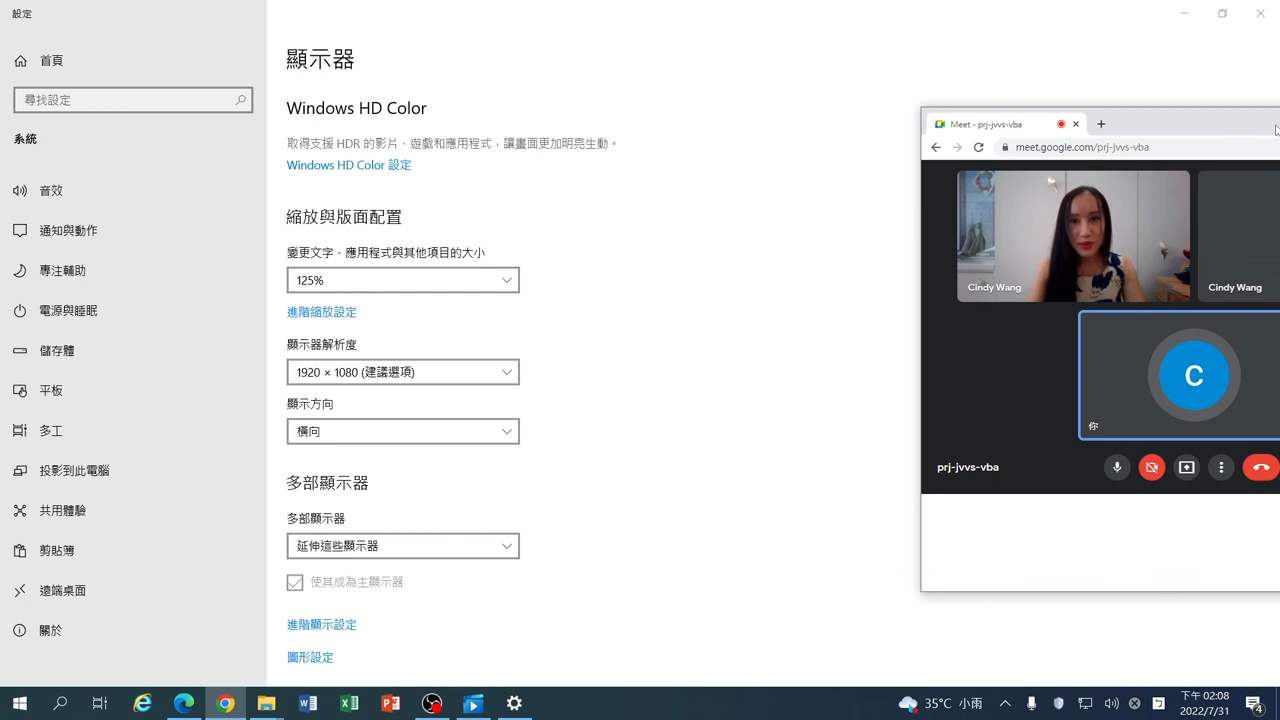 設定
首頁
尋找設定
系統
音效
通知與動作
專注輔助
電源與睡眠
儲存體
平板
多工
投影到此電腦
共用體驗
剪貼簿
遠端桌面
關於
顯示器
Windows HD Color
取得支援 HDR 的影片、遊戲和應用程式，讓畫面更加明亮生動。
Windows HD Color 設定
縮放與版面配置
變更文字、應用程式與其他項目的大小
125%
進階縮放設定
顯示器解析度
1920 × 1080 (建議選項)
顯示方向
橫向
多部顯示器
多部顯示器
延伸這些顯示器
使其成為主顯示器
進階顯示設定
圖形設定
Meet - prj-jvvs-vba
meet.google.com/prj-jvvs-vba
Cindy Wang
Cindy Wang
C
你
prj-jvvs-vba
35°C 小雨
下午 02:08
2022/7/31
4